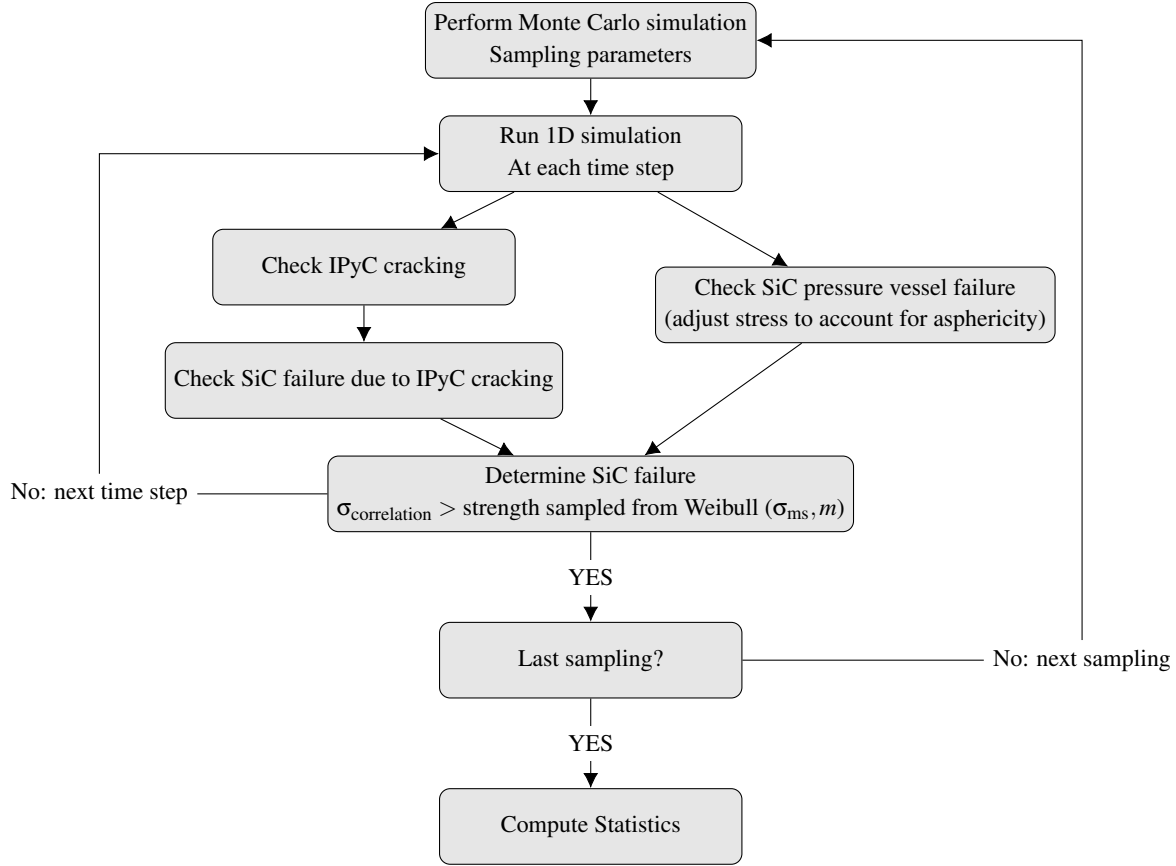 Perform Monte Carlo simulation
Sampling parameters
Run 1D simulation
At each time step
Check IPyC cracking
Check SiC pressure vessel failure
(adjust stress to account for asphericity)
Check SiC failure due to IPyC cracking
Determine SiC failure
σcorrelation > strength sampled from Weibull (σms, m)
No: next time step
YES
Last sampling?
No: next sampling
YES
Compute Statistics